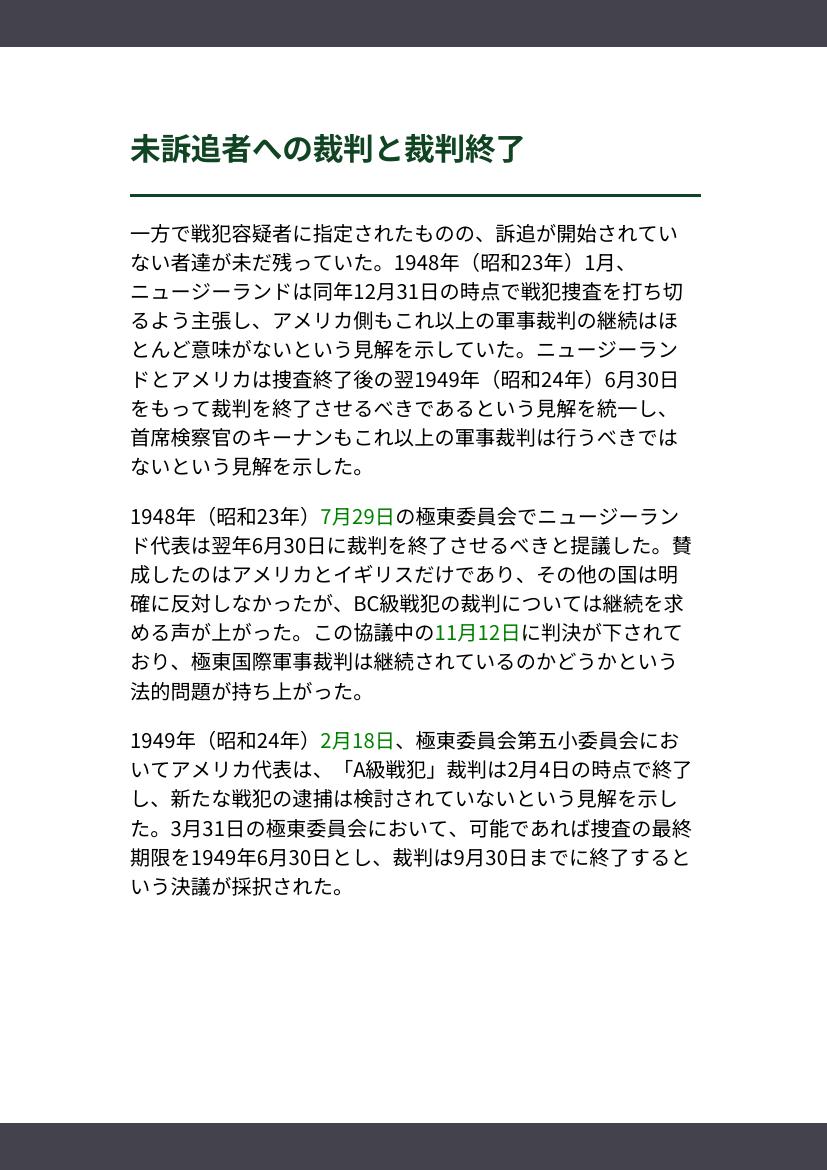 未訴追者への裁判と裁判終了
一方で戦犯容疑者に指定されたものの、訴追が開始されてい
ない者達が未だ残っていた。1948年（昭和23年）1月、
ニュージーランドは同年12月31日の時点で戦犯捜査を打ち切
るよう主張し、アメリカ側もこれ以上の軍事裁判の継続はほ
とんど意味がないという見解を示していた。ニュージーラン
ドとアメリカは捜査終了後の翌1949年（昭和24年）6月30日
をもって裁判を終了させるべきであるという見解を統一し、
首席検察官のキーナンもこれ以上の軍事裁判は行うべきでは
ないという見解を示した。
1948年（昭和23年）7月29日の極東委員会でニュージーラン
ド代表は翌年6月30日に裁判を終了させるべきと提議した。賛
成したのはアメリカとイギリスだけであり、その他の国は明
確に反対しなかったが、BC級戦犯の裁判については継続を求
める声が上がった。この協議中の11月12日に判決が下されて
おり、極東国際軍事裁判は継続されているのかどうかという
法的問題が持ち上がった。
1949年（昭和24年）2月18日、極東委員会第五小委員会にお
いてアメリカ代表は、「A級戦犯」裁判は2月4日の時点で終了
し、新たな戦犯の逮捕は検討されていないという見解を示し
た。3月31日の極東委員会において、可能であれば捜査の最終
期限を1949年6月30日とし、裁判は9月30日までに終了すると
いう決議が採択された。